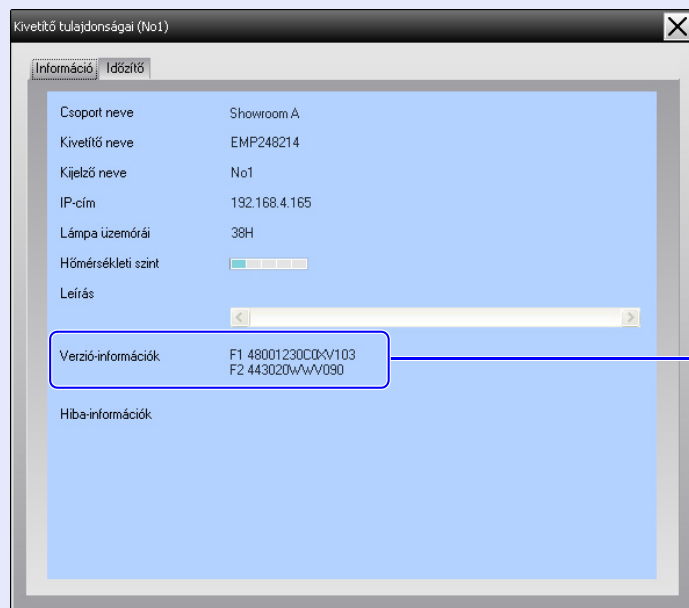 Kivetítő tulajdonságai (No1)
Információ Időzítő
Csoport neve Showroom A
Kivetítő neve EMP248214
Kijelző neve No1
IP-cím 192.168.4.165
Lámpa üzemórái 38H
Hőmérsékleti szint
Leírás
Verzió-információk F1 48001230C0XV103
F2 443020WWV090
Hiba-információk